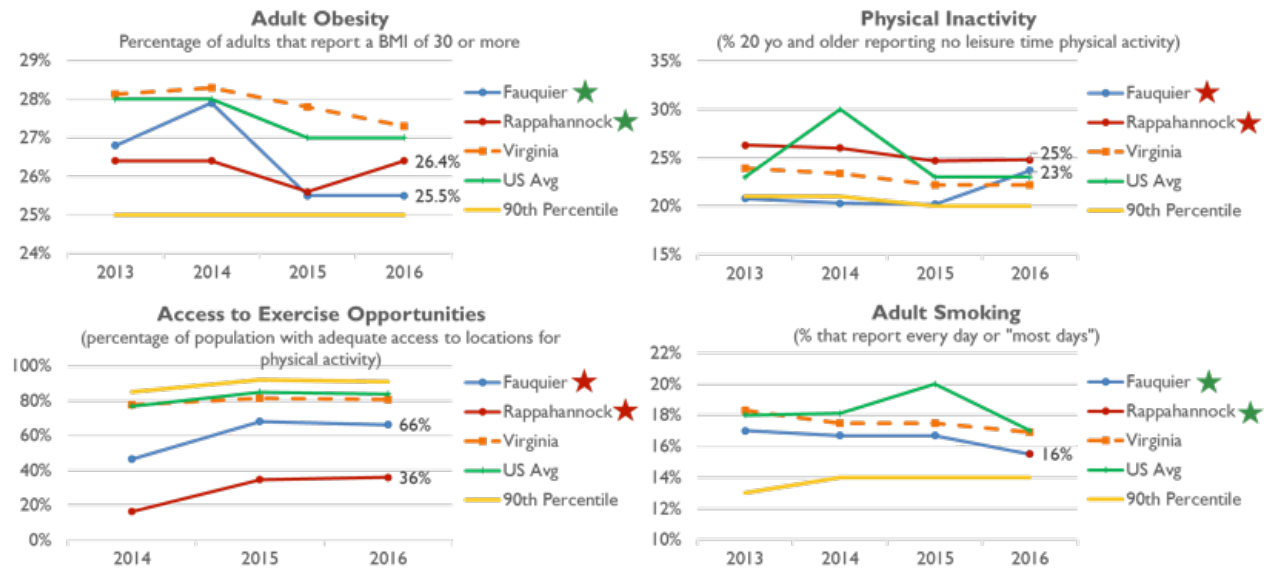 Adult Obesity
Percentage of adults that report a BMI of 30 or more
29%
28%
27%
26%
25%
24%
2013 2014 2015 2016
26.4%
25.5%
Fauquier
Rappahannock
Virginia
US Avg
90th Percentile
Physical Inactivity
(% 20 yo and older reporting no leisure time physical activity)
35%
30%
25%
20%
15%
2013 2014 2015 2016
25%
23%
Fauquier
Rappahannock
Virginia
US Avg
90th Percentile
Access to Exercise Opportunities
(percentage of population with adequate access to locations for
physical activity)
100%
80%
60%
40%
20%
0%
2014 2015 2016
66%
36%
Fauquier
Rappahannock
Virginia
US Avg
90th Percentile
Adult Smoking
(% that report every day or "most days")
22%
20%
18%
16%
14%
12%
10%
2013 2014 2015 2016
16%
Fauquier
Rappahannock
Virginia
US Avg
90th Percentile